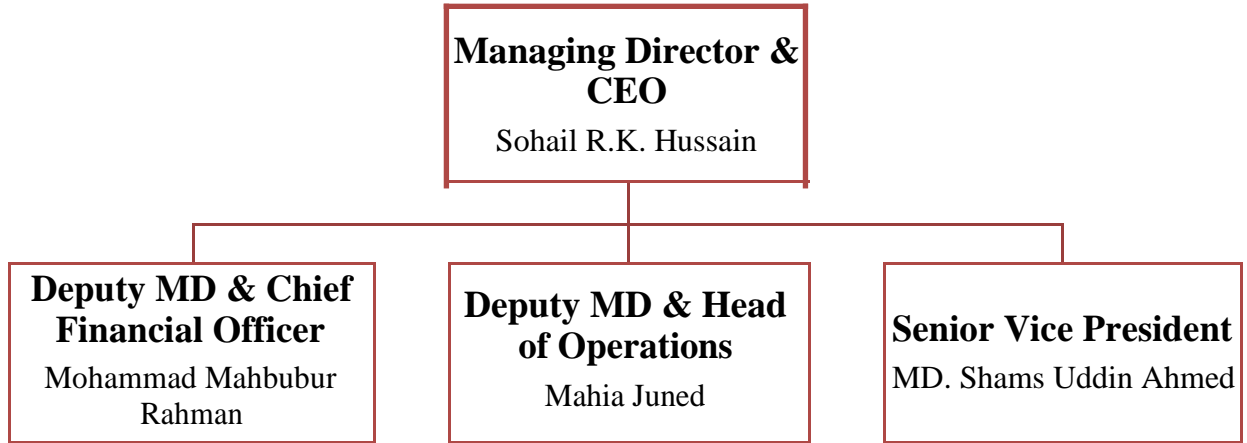 Managing Director &
CEO
Sohail R.K. Hussain
Deputy MD & Chief
Financial Officer
Mohammad Mahbubur
Rahman
Deputy MD & Head
of Operations
Mahia Juned
Senior Vice President
MD. Shams Uddin Ahmed